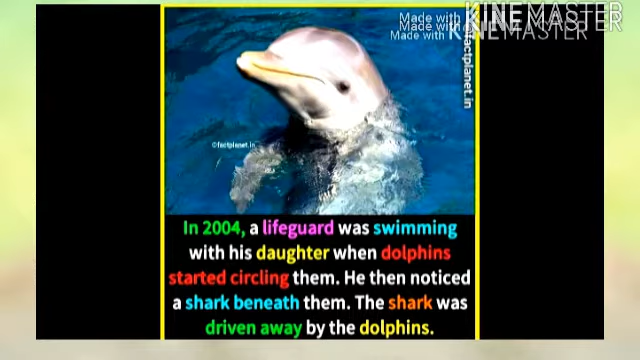 Made with KINEMASTER
Made with KINEMASTER
Made with KINEMASTER
factplanet.in
©factplanet.in
In 2004, a lifeguard was swimming
with his daughter when dolphins
started circling them. He then noticed
a shark beneath them. The shark was
driven away by the dolphins.